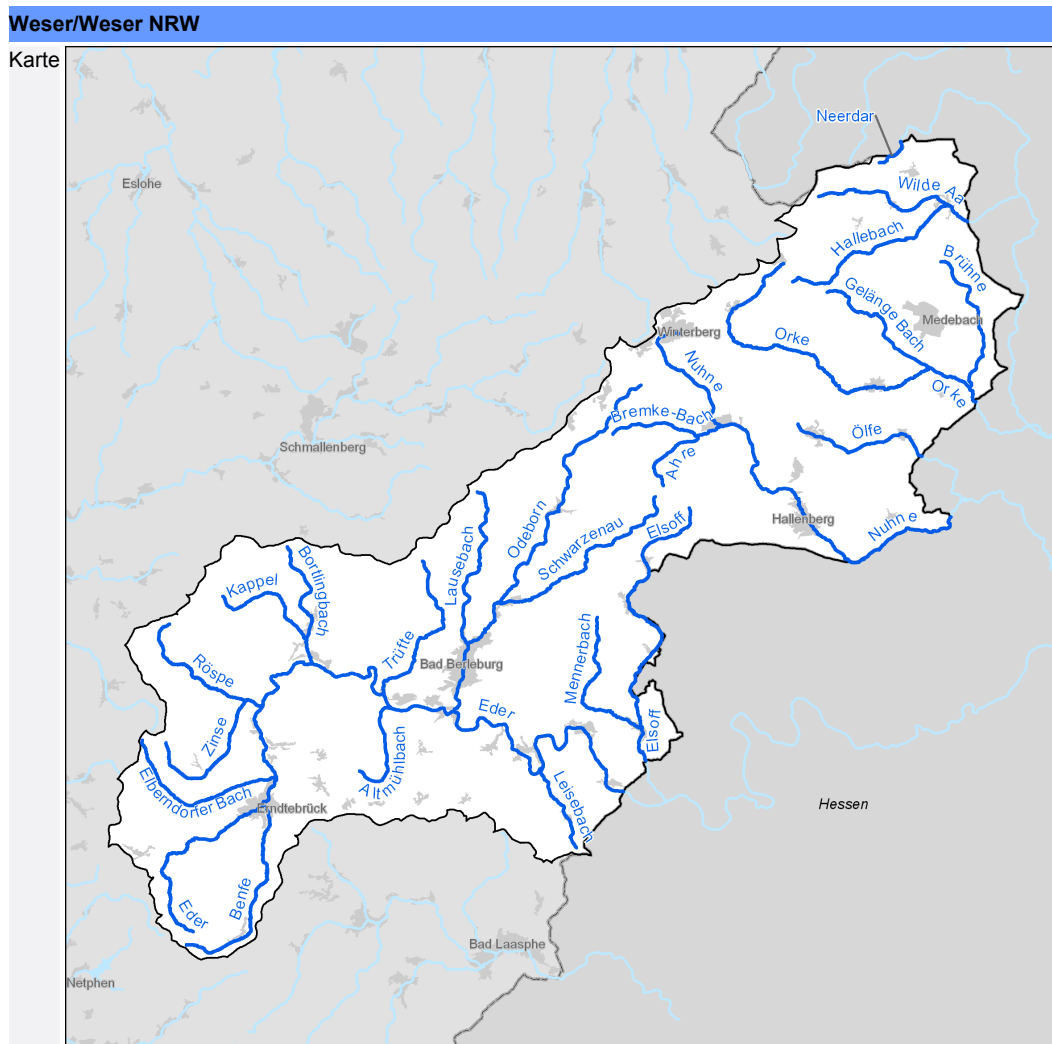 Weser/Weser NRW
Karte
Neerdar
Eslohe
Wilde Aa
Hallebach
Brühne
Gelänge Bach
Medebach
Winterberg
Orke
Nuhne
Orke
Bremke-Bach
Ölfe
Schmallenberg
Ahre
Hallenberg
Nuhne
Odeborn
Schwarzenau
Elsoff
Lausebach
Bortlingbach
Kappel
Trüfte
Bad Berleburg
Mennerbach
Röspe
Eder
Zinse
Elsoff
Altmühlbach
Leisebach
Elberndorfer Bach
Erndtebrück
Hessen
Benfe
Eder
Bad Laasphe
Netphen